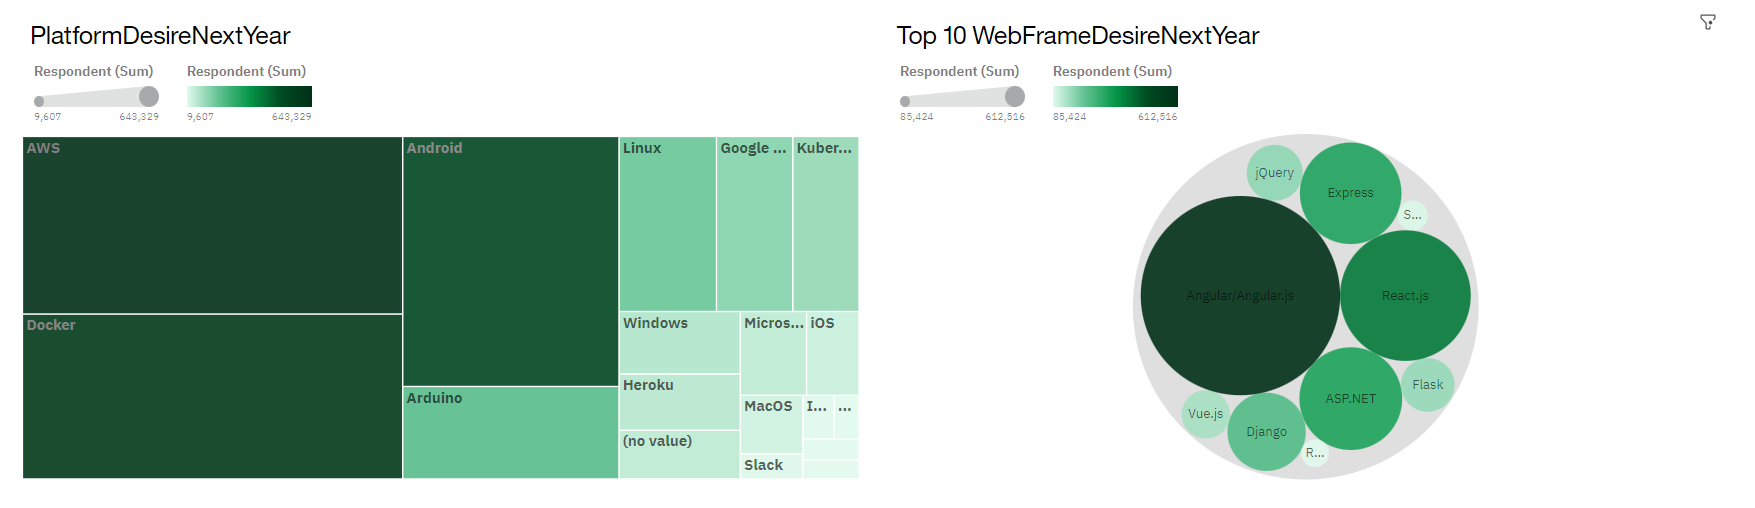 PlatformDesireNextYear
Respondent (Sum)
Respondent (Sum)
9,607
643,329
9,607
643,329
AWS
Docker
Android
Arduino
Linux
Google ...
Kuber...
Windows
Heroku
(no value)
Micros...
iOS
MacOS
I...
...
Slack
Top 10 WebFrameDesireNextYear
Respondent (Sum)
Respondent (Sum)
85,424
612,516
85,424
612,516
jQuery
Express
S...
Angular/Angular.js
React.js
Flask
ASP.NET
Vue.js
Django
R...